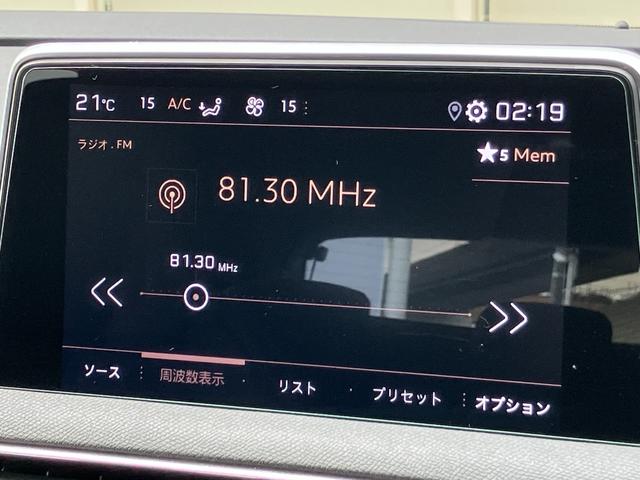 21℃ 15 A/C 15 02:19
ラジオ.FM
★5 Mem
81.30 MHz
81.30 MHz
ソース 周波数表示 リスト プリセット オプション